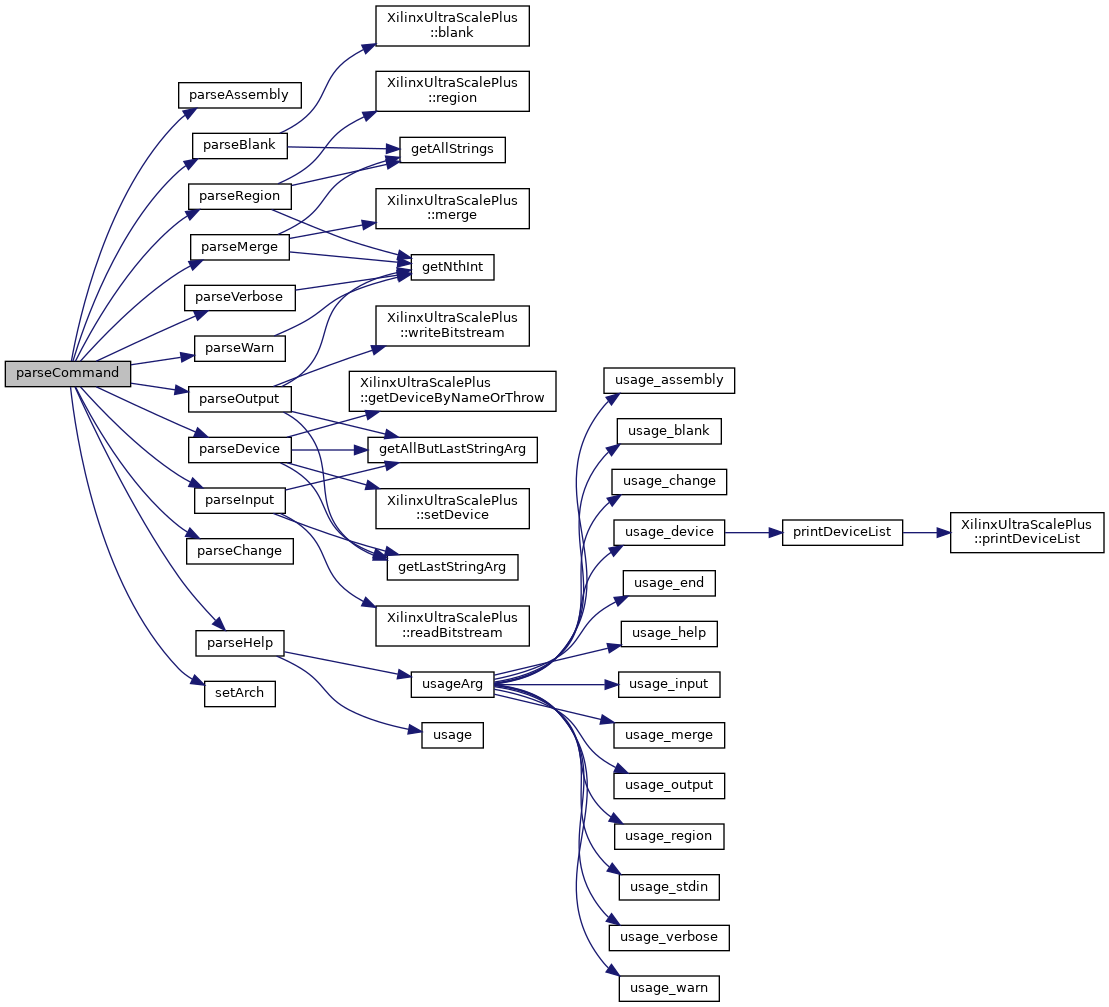 parseCommand
parseAssembly
parseBlank
parseRegion
parseMerge
parseVerbose
parseWarn
parseOutput
parseDevice
parseInput
parseChange
parseHelp
setArch
XilinxUltraScalePlus
::blank
XilinxUltraScalePlus
::region
getAllStrings
XilinxUltraScalePlus
::merge
getNthInt
XilinxUltraScalePlus
::writeBitstream
XilinxUltraScalePlus
::getDeviceByNameOrThrow
getAllButLastStringArg
XilinxUltraScalePlus
::setDevice
getLastStringArg
XilinxUltraScalePlus
::readBitstream
usageArg
usage
usage_assembly
usage_blank
usage_change
usage_device
usage_end
usage_help
usage_input
usage_merge
usage_output
usage_region
usage_stdin
usage_verbose
usage_warn
printDeviceList
XilinxUltraScalePlus
::printDeviceList